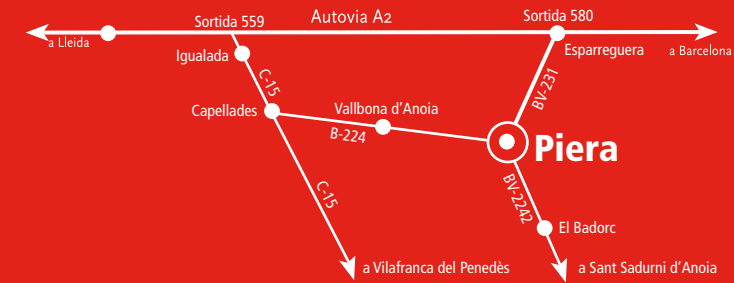 Sortida 559
Autovia A2
Sortida 580
a Lleida
Igualada
Esparreguera
a Barcelona
C-15
BV-231
Capellades
Vallbona d'Anoia
B-224
Piera
C-15
BV-2242
El Badorc
a Vilafranca del Penedès
a Sant Sadurni d'Anoia